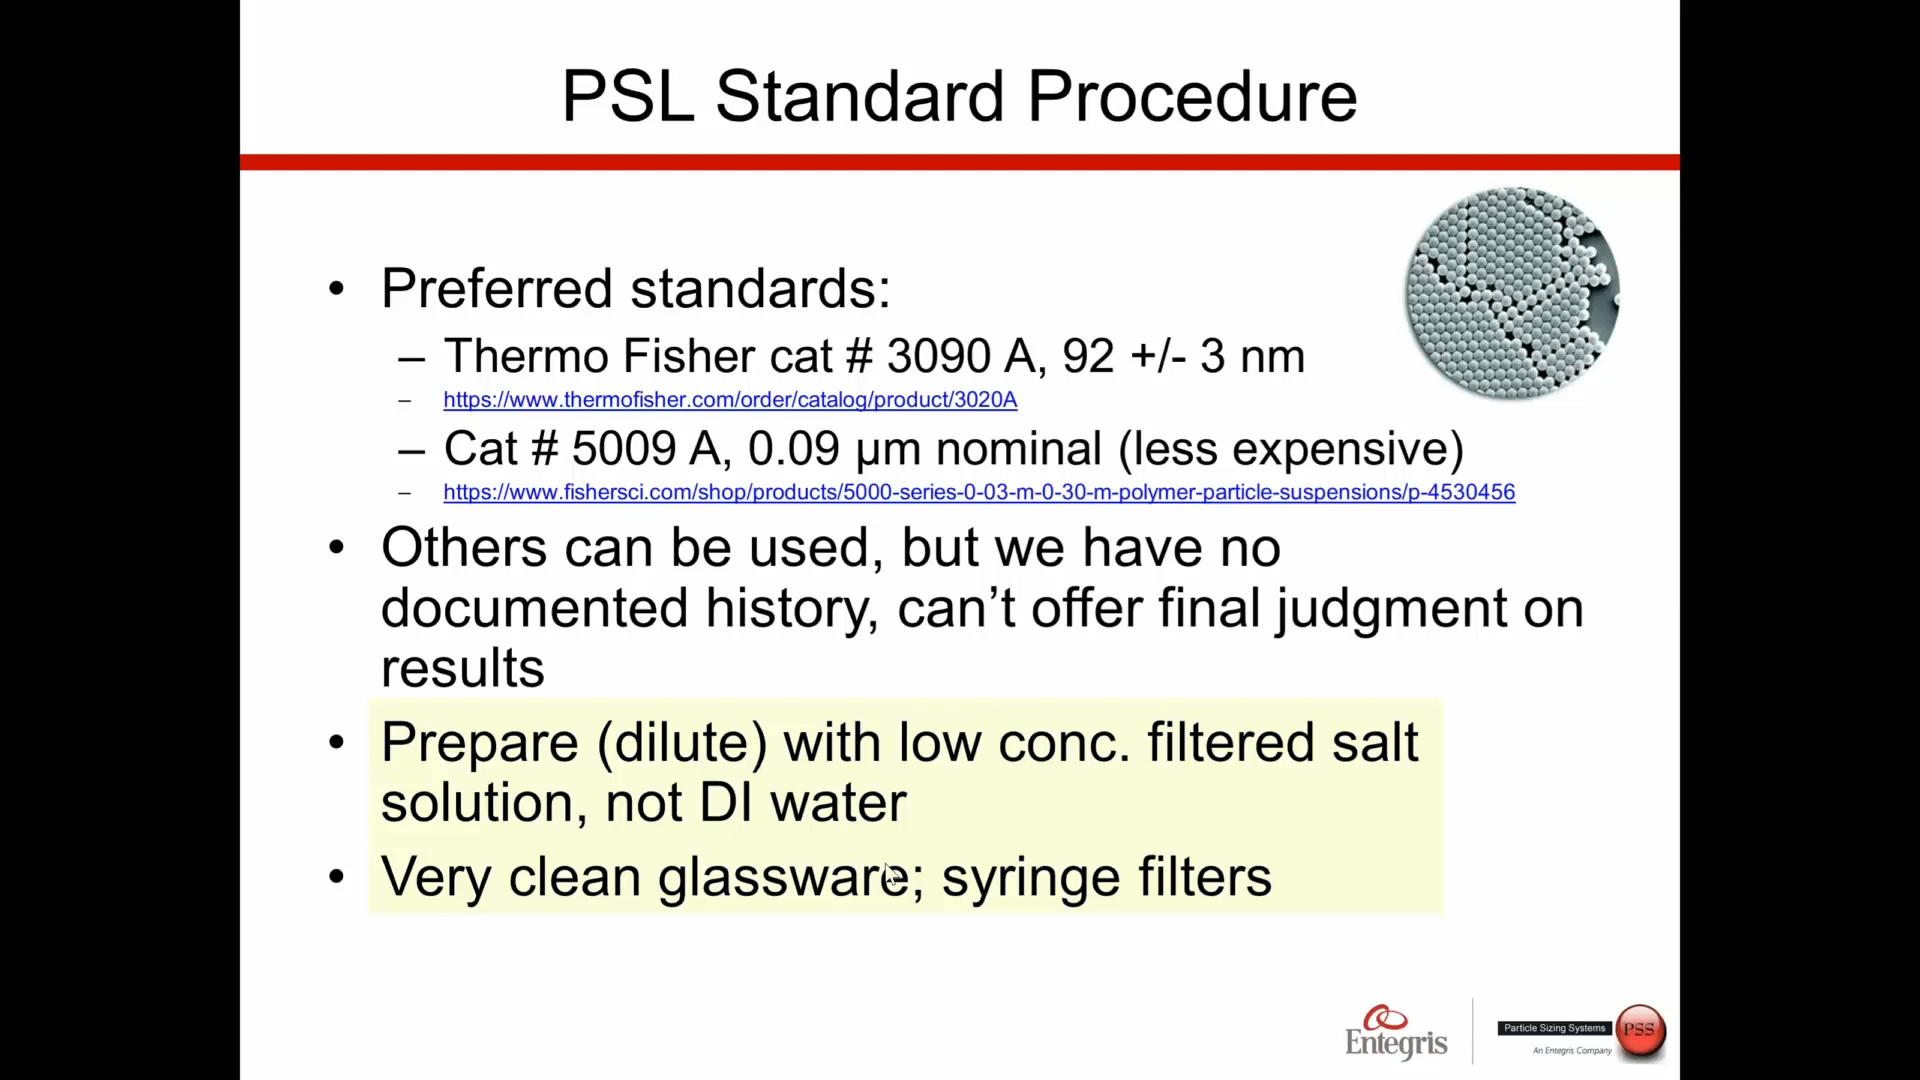 PSL Standard Procedure
• Preferred standards:
– Thermo Fisher cat # 3090 A, 92 +/- 3 nm
– https://www.thermofisher.com/order/catalog/product/3020A
– Cat # 5009 A, 0.09 µm nominal (less expensive)
– https://www.fishersci.com/shop/products/5000-series-0-03-m-0-30-m-polymer-particle-suspensions/p-4530456
• Others can be used, but we have no
documented history, can’t offer final judgment on
results
• Prepare (dilute) with low conc. filtered salt
solution, not DI water
• Very clean glassware; syringe filters
Entegris
Particle Sizing Systems
PSS
An Entegris Company